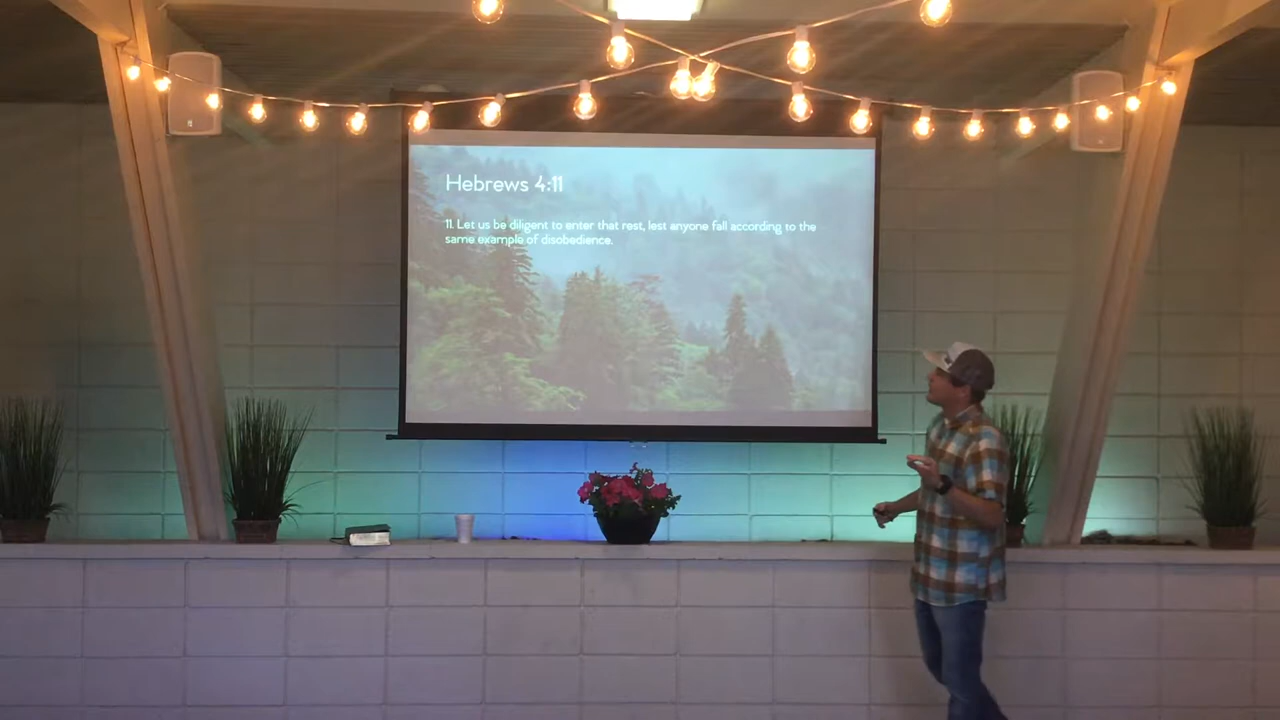 Hebrews 4:11
11. Let us be diligent to enter that rest, lest anyone fall according to the
same example of disobedience.